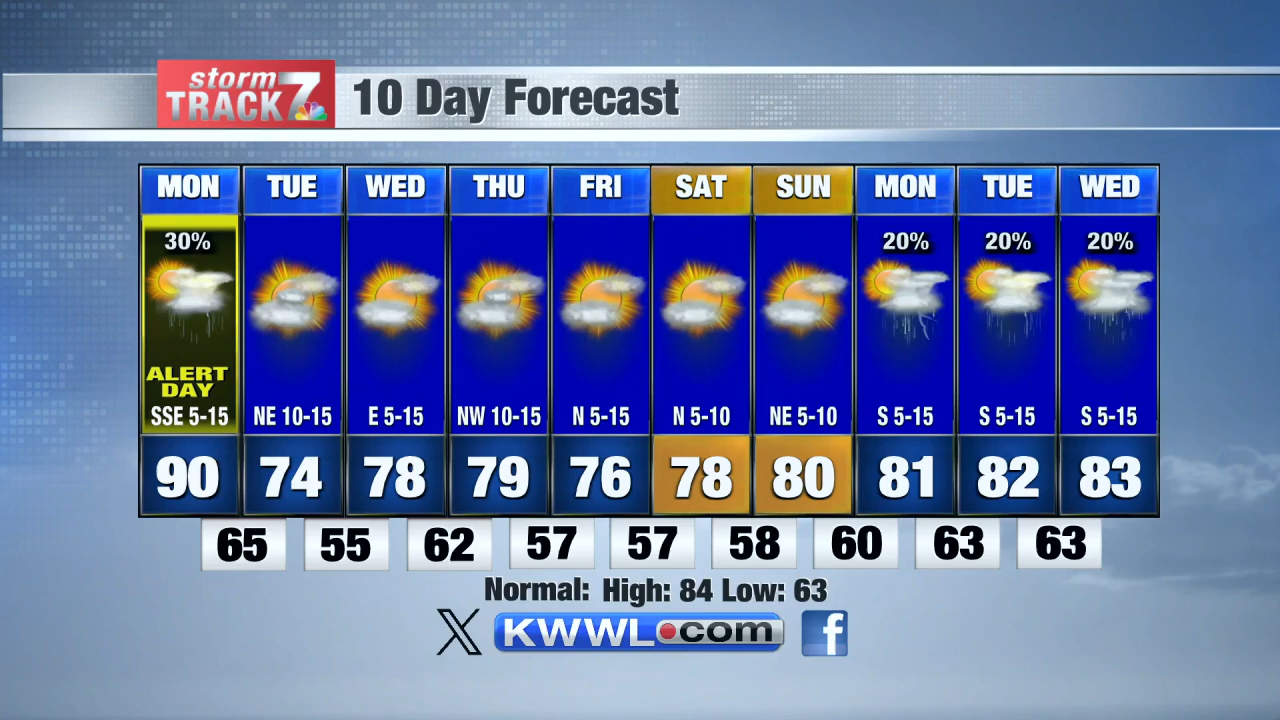 storm
TRACK 7
10 Day Forecast
MON TUE WED THU FRI SAT SUN MON TUE WED
30% 20% 20% 20%
ALERT
DAY
SSE 5-15 NE 10-15 E 5-15 NW 10-15 N 5-15 N 5-10 NE 5-10 S 5-15 S 5-15 S 5-15
90 74 78 79 76 78 80 81 82 83
65 55 62 57 57 58 60 63 63
Normal: High: 84 Low: 63
X KWWL.com f